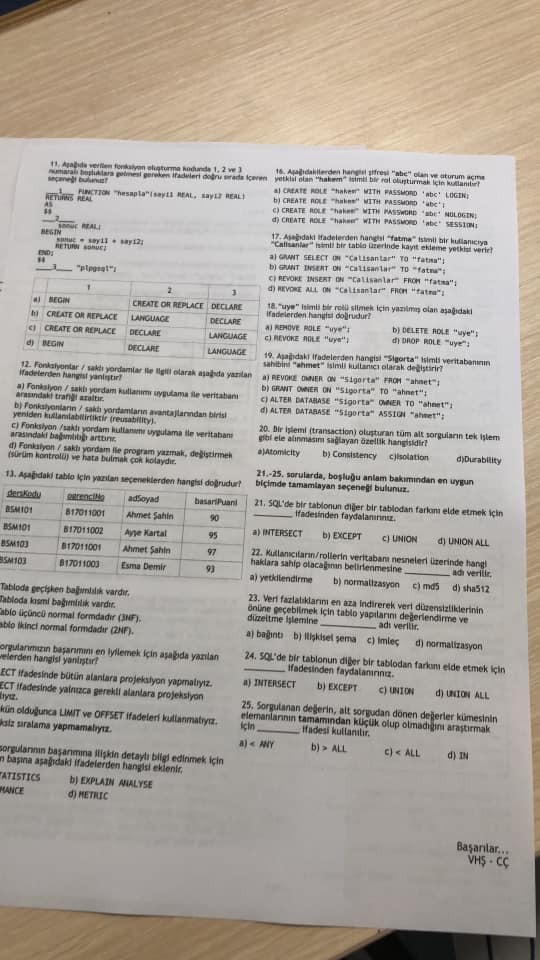 11. Aşağıda verilen fonksiyon oluşturma kodunda 1, 2 ve 3
numaralı boşluklara gelmesi gereken ifadeleri doğru sırada içeren
seçeneği bulunuz?
__1__ FUNCTION "hesapla"(sayi1 REAL, sayi2 REAL)
RETURNS REAL
AS
$$
__2__
sonuc REAL;
BEGIN
sonuc = sayi1 + sayi2;
RETURN sonuc;
END;
$$
__3__ "plpgsql";
1 2 3
a) BEGIN CREATE OR REPLACE DECLARE
b) CREATE OR REPLACE LANGUAGE DECLARE
c) CREATE OR REPLACE DECLARE LANGUAGE
d) BEGIN DECLARE LANGUAGE
12. Fonksiyonlar / saklı yordamlar ile ilgili olarak aşağıda yazılan
ifadelerden hangisi yanlıştır?
a) Fonksiyon / saklı yordam kullanımı uygulama ile veritabanı
arasındaki trafiği azaltır.
b) Fonksiyonların / saklı yordamların avantajlarından birisi
yeniden kullanılabilirliktir (reusability).
c) Fonksiyon /saklı yordam kullanımı uygulama ile veritabanı
arasındaki bağımlılığı arttırır.
d) Fonksiyon / saklı yordam ile program yazmak, değiştirmek
(sürüm kontrolü) ve hata bulmak çok kolaydır.
13. Aşağıdaki tablo için yazılan seçeneklerden hangisi doğrudur?
dersKodu ogrenciNo adSoyad basariPuani
BSM101 B17011001 Ahmet Şahin 90
BSM101 B17011002 Ayşe Kartal 95
BSM103 B17011001 Ahmet Şahin 97
BSM103 B17011003 Esma Demir 93
Tabloda geçişken bağımlılık vardır.
Tabloda kısmi bağımlılık vardır.
ablo üçüncü normal formdadır (3NF).
ablo ikinci normal formdadır (2NF).
orgularımızın başarımını en iyilemek için aşağıda yazılan
elerden hangisi yanlıştır?
ECT ifadesinde bütün alanlara projeksiyon yapmalıyız.
ECT ifadesinde yalnızca gerekli alanlara projeksiyon
lıyız.
kün olduğunca LIMIT ve OFFSET ifadeleri kullanmalıyız.
ksiz sıralama yapmamalıyız.
sorgularının başarımına ilişkin detaylı bilgi edinmek için
n başına aşağıdaki ifadelerden hangisi eklenir.
TATISTICS b) EXPLAIN ANALYSE
MANCE d) METRIC
16. Aşağıdakilerden hangisi şifresi "abc" olan ve oturum açma
yetkisi olan "hakem" isimli bir rol oluşturmak için kullanılır?
a) CREATE ROLE "hakem" WITH PASSWORD 'abc' LOGIN;
b) CREATE ROLE "hakem" WITH PASSWORD 'abc';
c) CREATE ROLE "hakem" WITH PASSWORD 'abc' NOLOGIN;
d) CREATE ROLE "hakem" WITH PASSWORD 'abc' SESSION;
17. Aşağıdaki ifadelerden hangisi "fatma" isimli bir kullanıcıya
"Calisanlar" isimli bir tablo üzerinde kayıt ekleme yetkisi verir?
a) GRANT SELECT ON "Calisanlar" TO "fatma";
b) GRANT INSERT ON "Calisanlar" TO "fatma";
c) REVOKE INSERT ON "Calisanlar" FROM "fatma";
d) REVOKE ALL ON "Calisanlar" FROM "fatma";
18. "uye" isimli bir rolü silmek için yazılmış olan aşağıdaki
ifadelerden hangisi doğrudur?
a) REMOVE ROLE "uye"; b) DELETE ROLE "uye";
c) REVOKE ROLE "uye"; d) DROP ROLE "uye";
19. Aşağıdaki ifadelerden hangisi "Sigorta" isimli veritabanının
sahibini "ahmet" isimli kullanıcı olarak değiştirir?
a) REVOKE OWNER ON "Sigorta" FROM "ahmet";
b) GRANT OWNER ON "Sigorta" TO "ahmet";
c) ALTER DATABASE "Sigorta" OWNER TO "ahmet";
d) ALTER DATABASE "Sigorta" ASSIGN "ahmet";
20. Bir işlemi (transaction) oluşturan tüm alt sorguların tek işlem
gibi ele alınmasını sağlayan özellik hangisidir?
a)Atomicity b) Consistency c)Isolation d)Durability
21.-25. sorularda, boşluğu anlam bakımından en uygun
biçimde tamamlayan seçeneği bulunuz.
21. SQL'de bir tablonun diğer bir tablodan farkını elde etmek için
________ ifadesinden faydalanırız.
a) INTERSECT b) EXCEPT c) UNION d) UNION ALL
22. Kullanıcıların/rollerin veritabanı nesneleri üzerinde hangi
haklara sahip olacağının belirlenmesine ________ adı verilir.
a) yetkilendirme b) normalizasyon c) md5 d) sha512
23. Veri fazlalıklarını en aza indirerek veri düzensizliklerinin
önüne geçebilmek için tablo yapılarını değerlendirme ve
düzeltme işlemine ________ adı verilir.
a) bağıntı b) ilişkisel şema c) imleç d) normalizasyon
24. SQL'de bir tablonun diğer bir tablodan farkını elde etmek için
________ ifadesinden faydalanırız.
a) INTERSECT b) EXCEPT c) UNION d) UNION ALL
25. Sorgulanan değerin, alt sorgudan dönen değerler kümesinin
elemanlarının tamamından küçük olup olmadığını araştırmak
için ________ ifadesi kullanılır.
a) < ANY b) > ALL c) < ALL d) IN
Başarılar...
VHŞ - CÇ